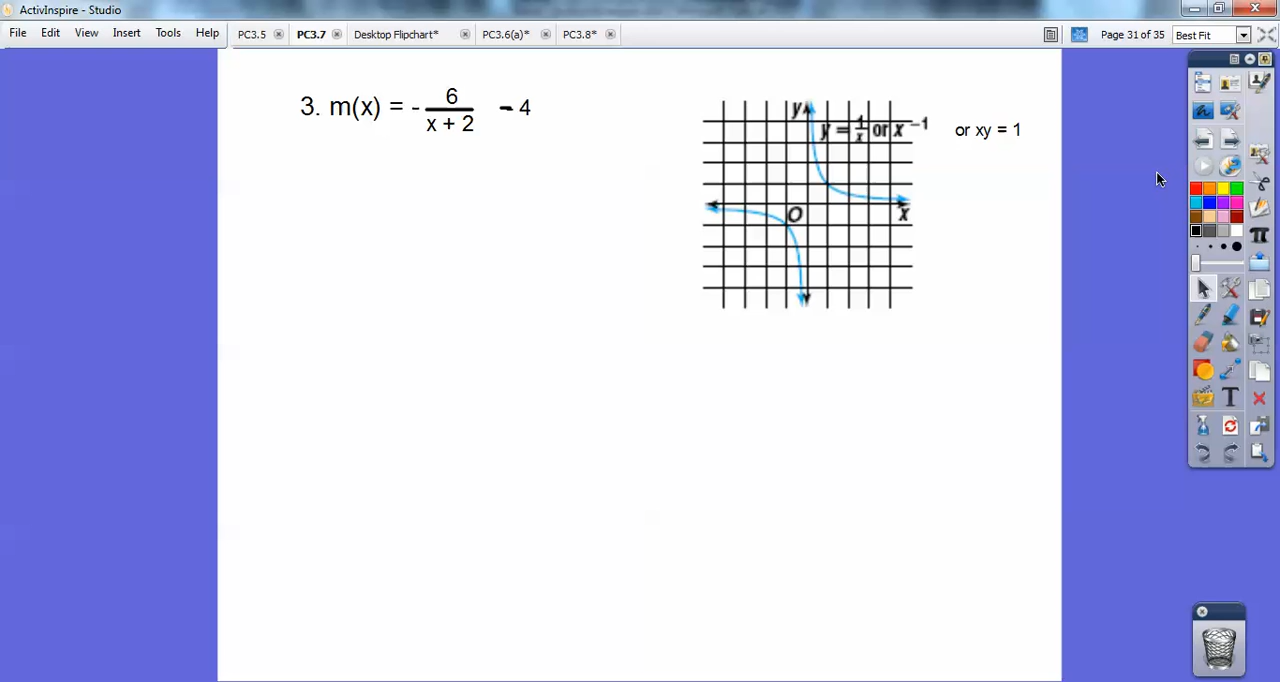 ActivInspire - Studio
File Edit View Insert Tools Help
PC3.5 PC3.7 Desktop Flipchart* PC3.6(a)* PC3.8*
Page 31 of 35 Best Fit
3. m(x) = - 6/(x + 2) - 4
y
y = 1/x or x⁻¹
or xy = 1
O
x